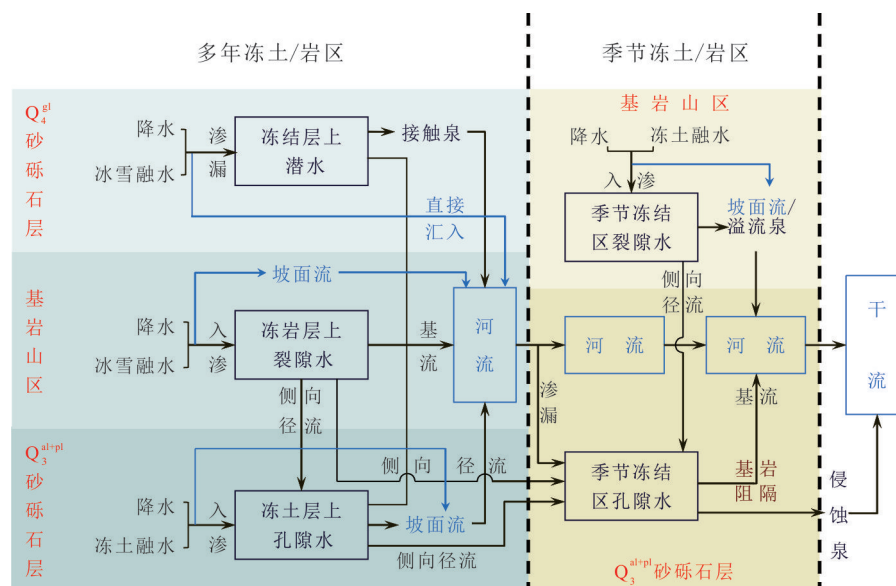 多年冻土/岩区
季节冻土/岩区
Q₄ᵍˡ砂砾石层
降水
冰雪融水
渗漏
冻结层上
潜水
接触泉
直接
汇入
基岩山区
降水
冰雪融水
入渗
坡面流
冻岩层上
裂隙水
基流
河流
侧向
径流
Q₃ᵃˡ⁺ᵖˡ砂砾石层
降水
冻土融水
入渗
冻土层上
孔隙水
坡面流
侧向径流
侧向径流
基岩山区
降水
冻土融水
入渗
季节冻结
区裂隙水
坡面流/
溢流泉
侧向
径流
河流
河流
渗漏
基流
季节冻结
区孔隙水
基岩
阻隔
Q₃ᵃˡ⁺ᵖˡ砂砾石层
干流
侵蚀泉